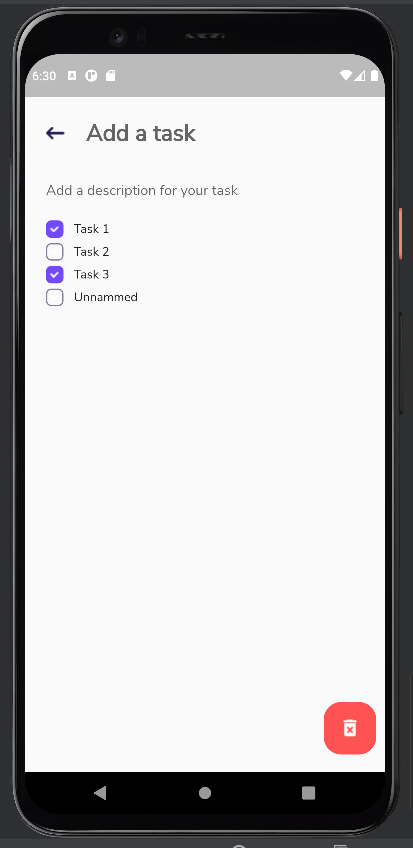 6:30
Add a task
Add a description for your task
Task 1
Task 2
Task 3
Unnammed